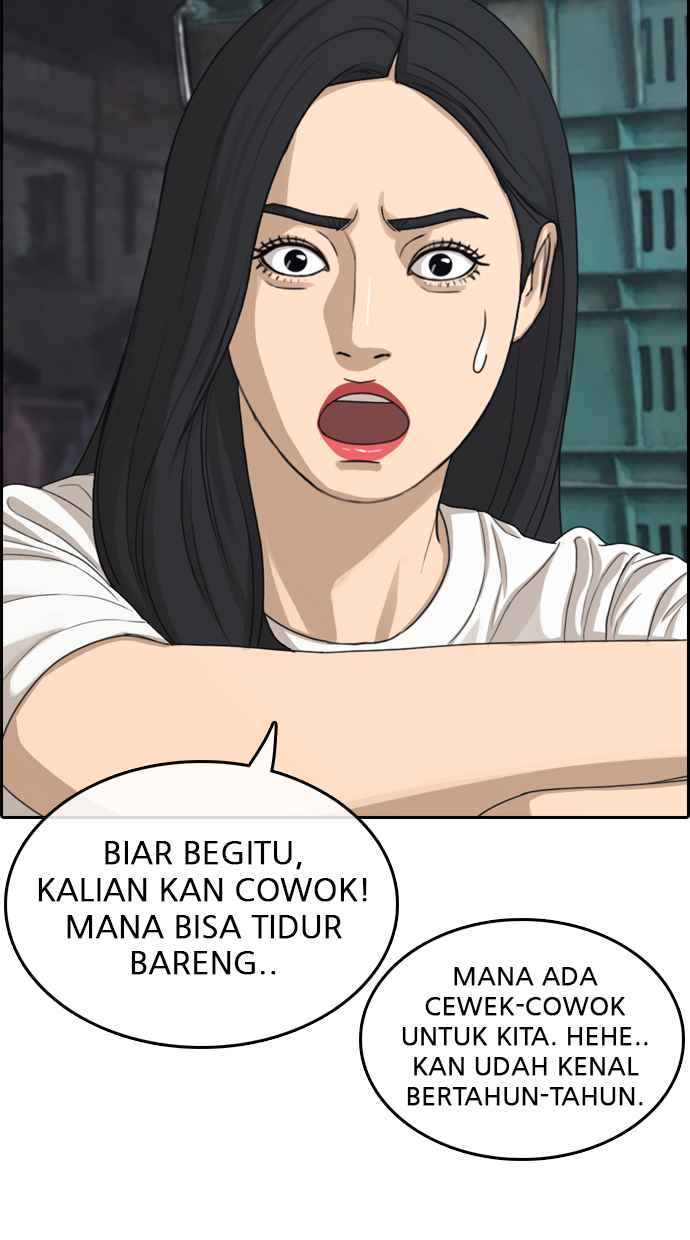 BIAR BEGITU,
KALIAN KAN COWOK!
MANA BISA TIDUR
BARENG..
MANA ADA
CEWEK-COWOK
UNTUK KITA. HEHE..
KAN UDAH KENAL
BERTAHUN-TAHUN.